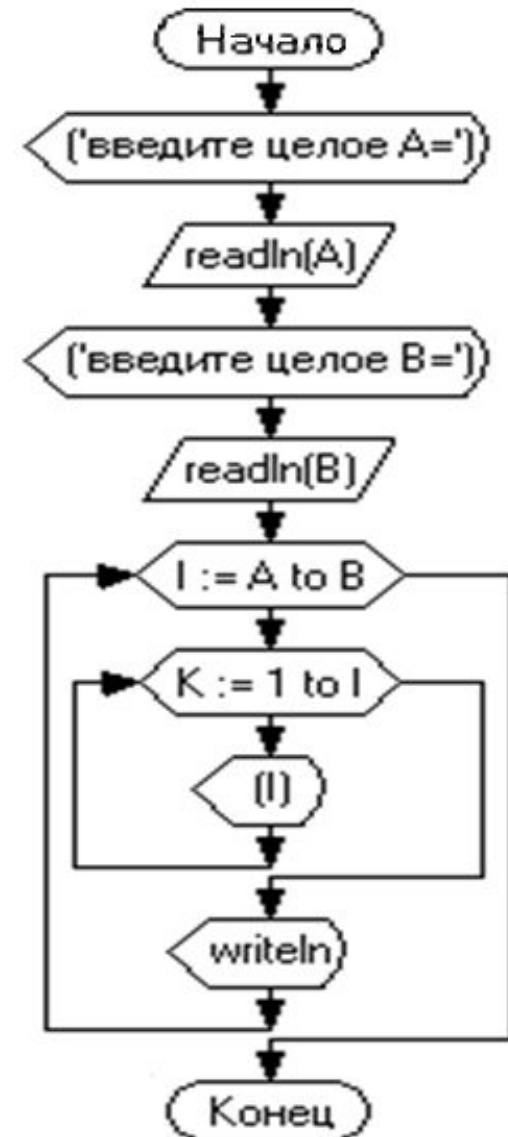 Начало
('введите целое A=')
readln(A)
('введите целое B=')
readln(B)
I := A to B
K := 1 to I
(I)
writeln
Конец